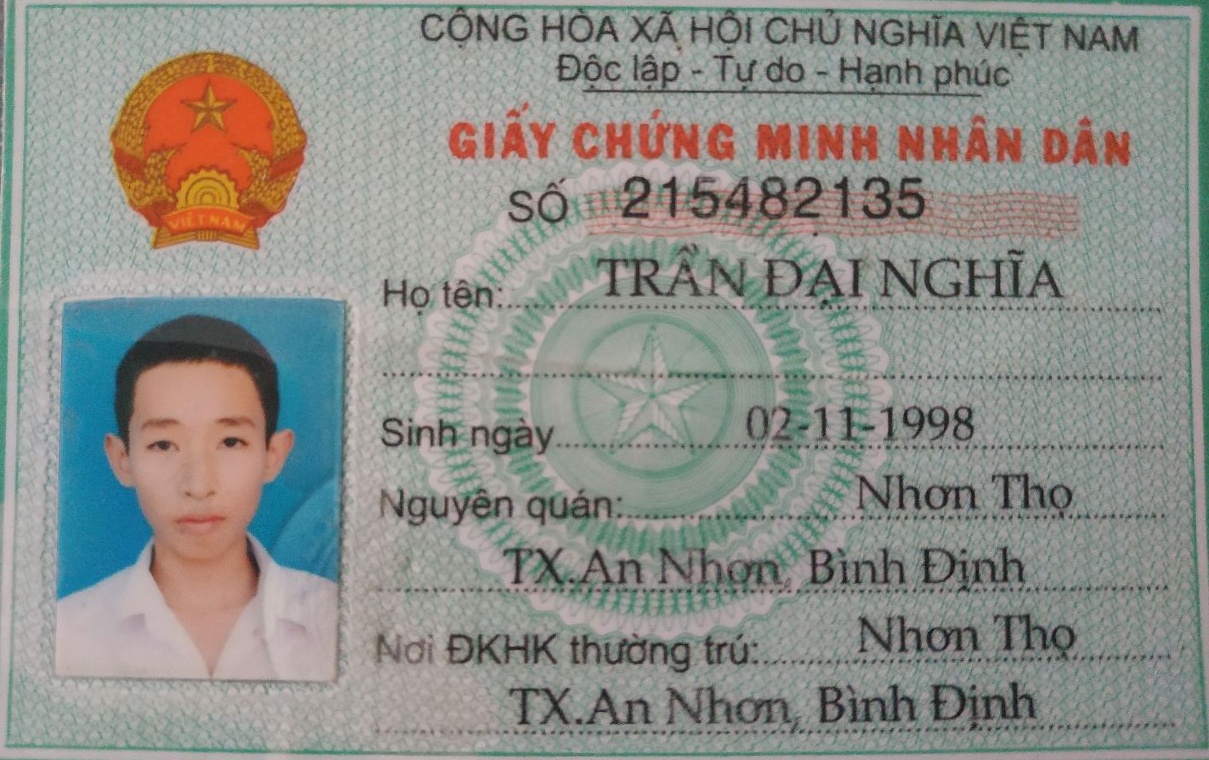 CỘNG HÒA XÃ HỘI CHỦ NGHĨA VIỆT NAM
Độc lập - Tự do - Hạnh phúc
GIẤY CHỨNG MINH NHÂN DÂN
SỐ 215482135
VIỆT NAM
Họ tên: TRẦN ĐẠI NGHĨA
Sinh ngày 02-11-1998
Nguyên quán: Nhơn Thọ
TX.An Nhơn, Bình Định
Nơi ĐKHK thường trú: Nhơn Thọ
TX.An Nhơn, Bình Định